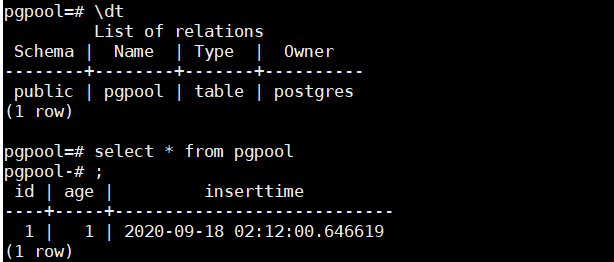 pgpool=# \dt
List of relations
Schema | Name | Type | Owner
--------+--------+-------+----------
public | pgpool | table | postgres
(1 row)
pgpool=# select * from pgpool
pgpool-# ;
id | age | inserttime
----+-----+----------------------------
1 | 1 | 2020-09-18 02:12:00.646619
(1 row)